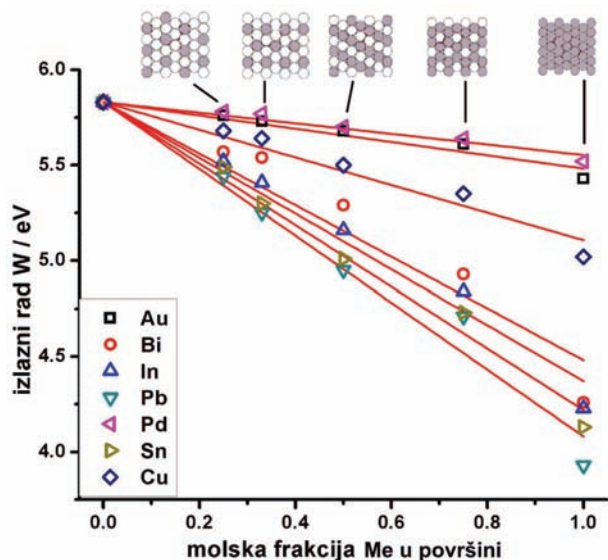 6.0
5.5
5.0
4.5
4.0
izlazni rad W / eV
Au
Bi
In
Pb
Pd
Sn
Cu
0.0 0.2 0.4 0.6 0.8 1.0
molska frakcija Me u površini